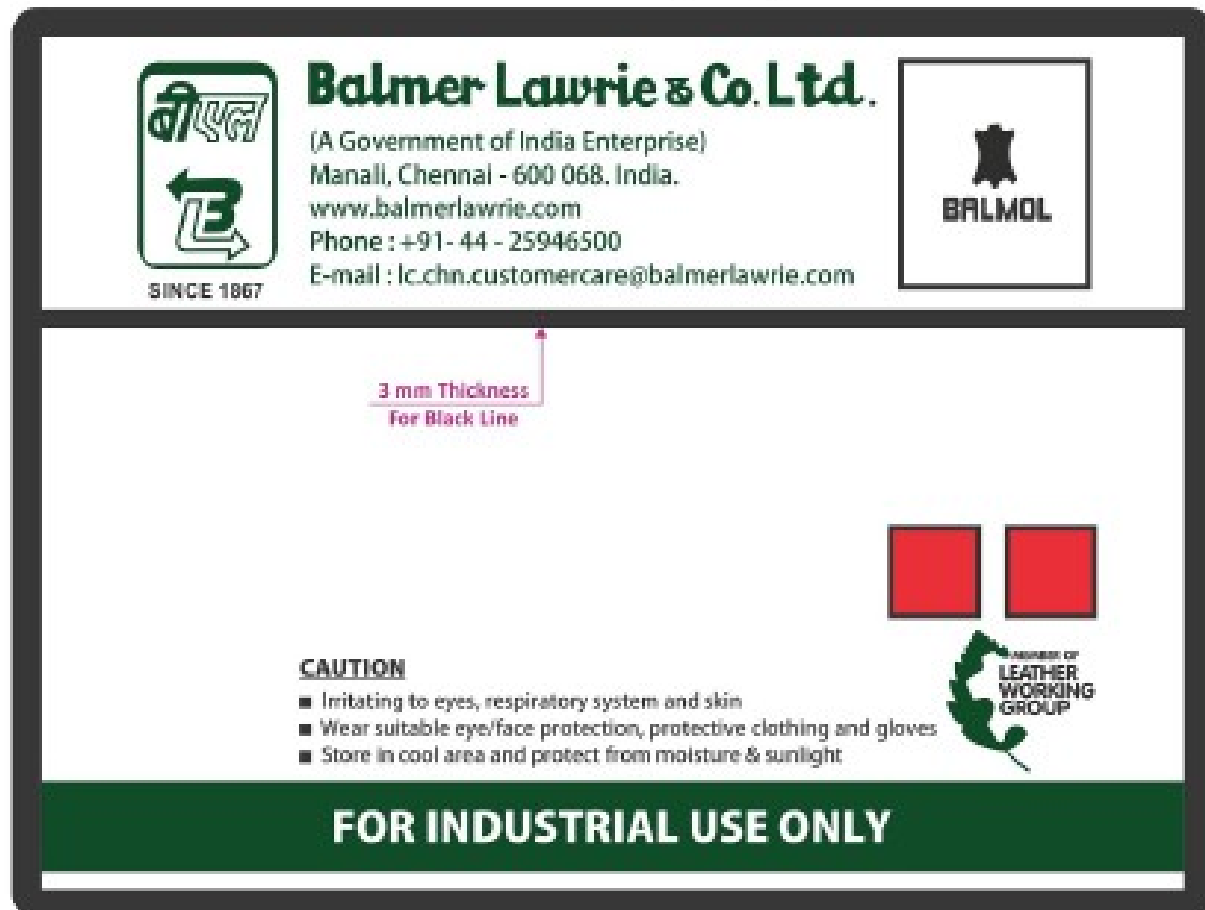 बीएल
Balmer Lawrie & Co. Ltd.
(A Government of India Enterprise)
Manali, Chennai - 600 068. India.
www.balmerlawrie.com
Phone : +91- 44 - 25946500
E-mail : lc.chn.customercare@balmerlawrie.com
SINCE 1867
BALMOL
3 mm Thickness
For Black Line
CAUTION
■ Irritating to eyes, respiratory system and skin
■ Wear suitable eye/face protection, protective clothing and gloves
■ Store in cool area and protect from moisture & sunlight
MEMBER OF
LEATHER
WORKING
GROUP
FOR INDUSTRIAL USE ONLY